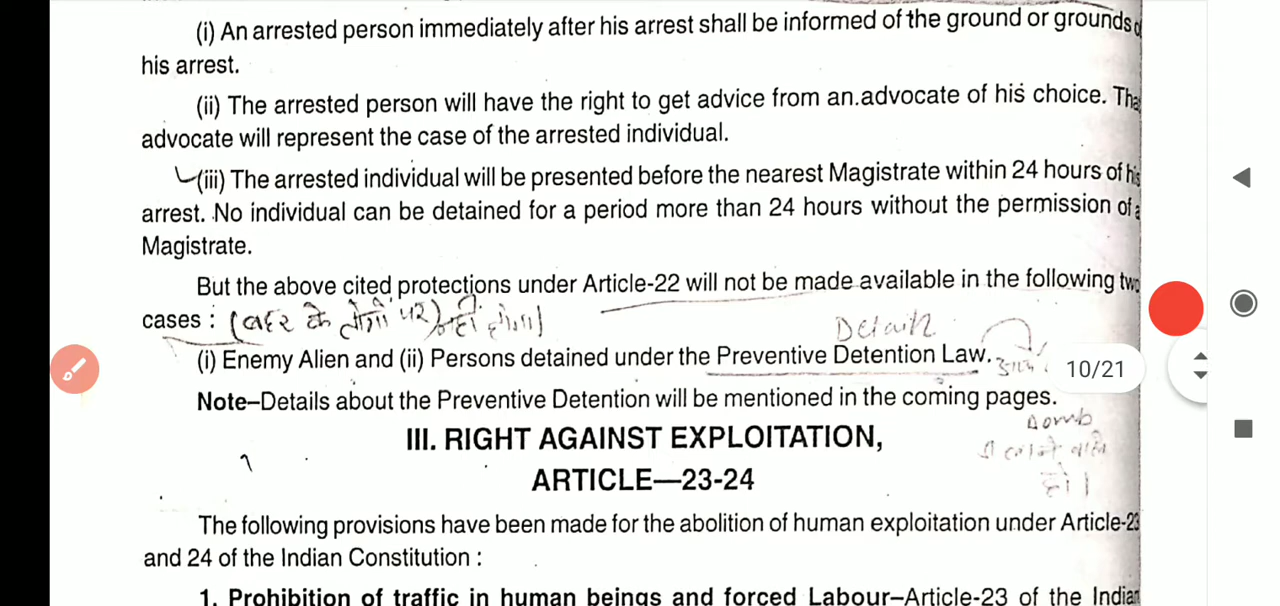 (i) An arrested person immediately after his arrest shall be informed of the ground or grounds
his arrest.
(ii) The arrested person will have the right to get advice from an advocate of his choice. Tha
advocate will represent the case of the arrested individual.
(iii) The arrested individual will be presented before the nearest Magistrate within 24 hours of his
arrest. No individual can be detained for a period more than 24 hours without the permission of a
Magistrate.
But the above cited protections under Article-22 will not be made available in the following two
cases : के पर नही होगा
Detail
(i) Enemy Alien and (ii) Persons detained under the Preventive Detention Law.
10/21
Note–Details about the Preventive Detention will be mentioned in the coming pages.
bomb
III. RIGHT AGAINST EXPLOITATION,
हो।
ARTICLE—23-24
The following provisions have been made for the abolition of human exploitation under Article-23
and 24 of the Indian Constitution :
1. Prohibition of traffic in human beings and forced Labour–Article-23 of the Indian